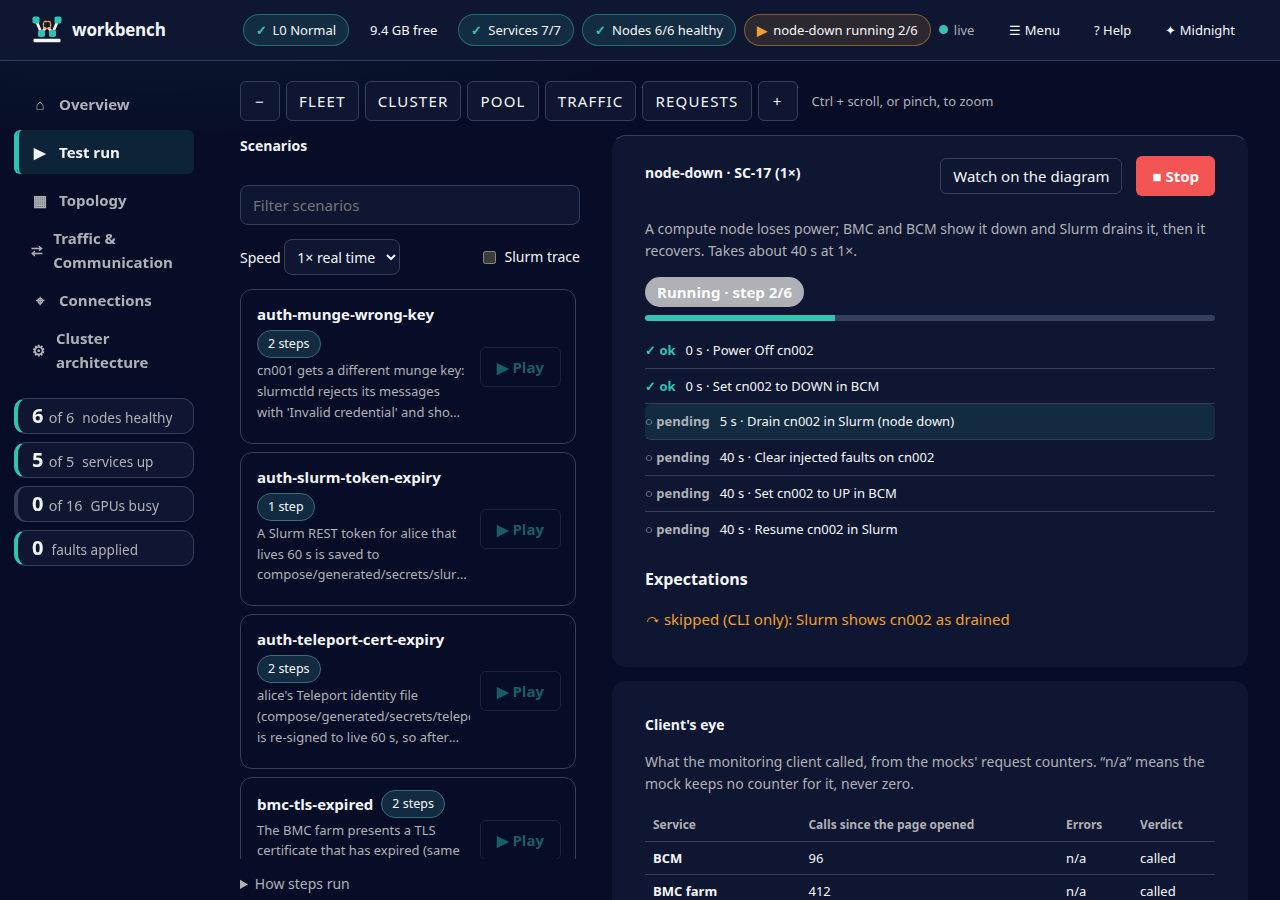 workbench
✓ L0 Normal
9.4 GB free
✓ Services 7/7
✓ Nodes 6/6 healthy
▶ node-down running 2/6
live
☰ Menu
? Help
✦ Midnight
⌂ Overview
▶ Test run
▦ Topology
⇄ Traffic &
Communication
⌖ Connections
⚙ Cluster
architecture
6 of 6 nodes healthy
5 of 5 services up
0 of 16 GPUs busy
0 faults applied
− FLEET CLUSTER POOL TRAFFIC REQUESTS + Ctrl + scroll, or pinch, to zoom
Scenarios
Filter scenarios
Speed 1× real time Slurm trace
auth-munge-wrong-key
2 steps
cn001 gets a different munge key:
slurmctld rejects its messages
with 'Invalid credential' and sho...
▶ Play
auth-slurm-token-expiry
1 step
A Slurm REST token for alice that
lives 60 s is saved to
compose/generated/secrets/slur...
▶ Play
auth-teleport-cert-expiry
2 steps
alice's Teleport identity file
(compose/generated/secrets/telep
is re-signed to live 60 s, so after...
▶ Play
bmc-tls-expired 2 steps
The BMC farm presents a TLS
certificate that has expired (same
▶ Play
▶ How steps run
node-down · SC-17 (1×)
Watch on the diagram
■ Stop
A compute node loses power; BMC and BCM show it down and Slurm drains it, then it
recovers. Takes about 40 s at 1×.
Running · step 2/6
✓ ok 0 s · Power Off cn002
✓ ok 0 s · Set cn002 to DOWN in BCM
○ pending 5 s · Drain cn002 in Slurm (node down)
○ pending 40 s · Clear injected faults on cn002
○ pending 40 s · Set cn002 to UP in BCM
○ pending 40 s · Resume cn002 in Slurm
Expectations
↷ skipped (CLI only): Slurm shows cn002 as drained
Client's eye
What the monitoring client called, from the mocks' request counters. “n/a” means the
mock keeps no counter for it, never zero.
Service Calls since the page opened Errors Verdict
BCM 96 n/a called
BMC farm 412 n/a called